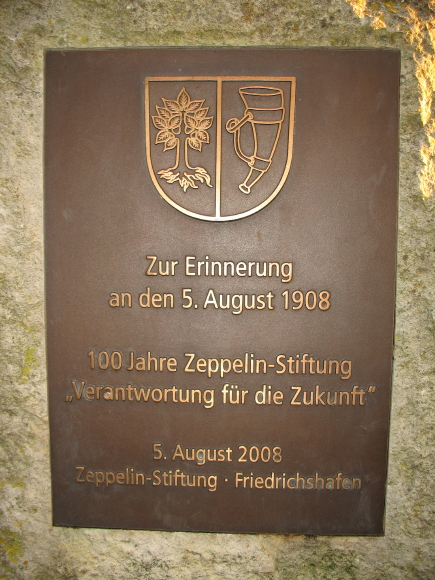 Zur Erinnerung
an den 5. August 1908
100 Jahre Zeppelin-Stiftung
„Verantwortung für die Zukunft“
5. August 2008
Zeppelin-Stiftung · Friedrichshafen